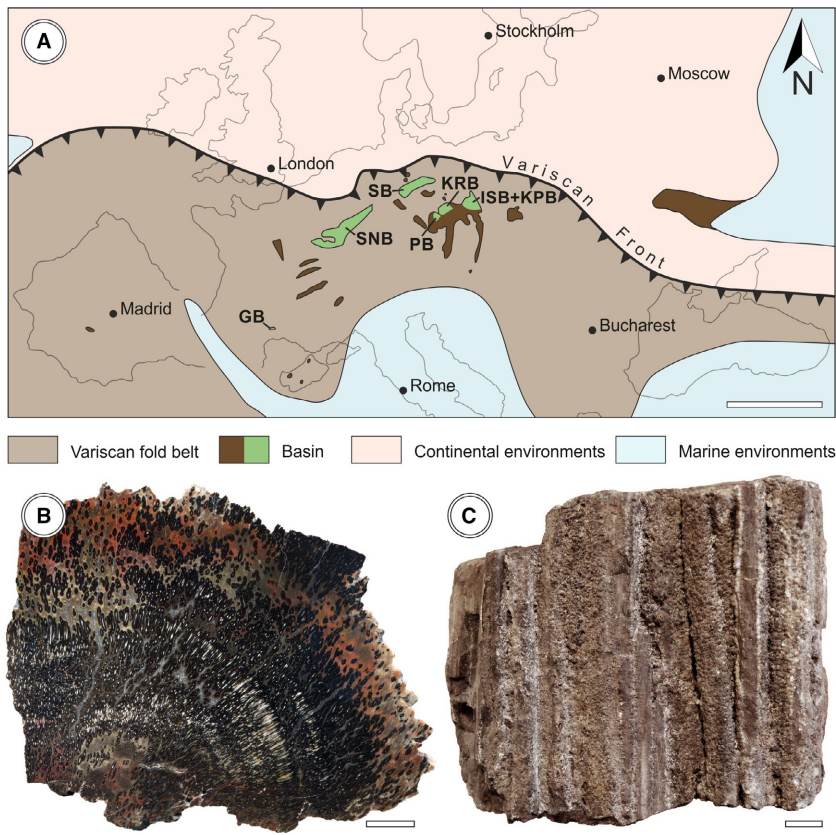 A
Stockholm
Moscow
N
London
Variscan Front
SB
KRB
ISB+KPB
SNB
PB
Madrid
GB
Bucharest
Rome
Variscan fold belt
Basin
Continental environments
Marine environments
B
C